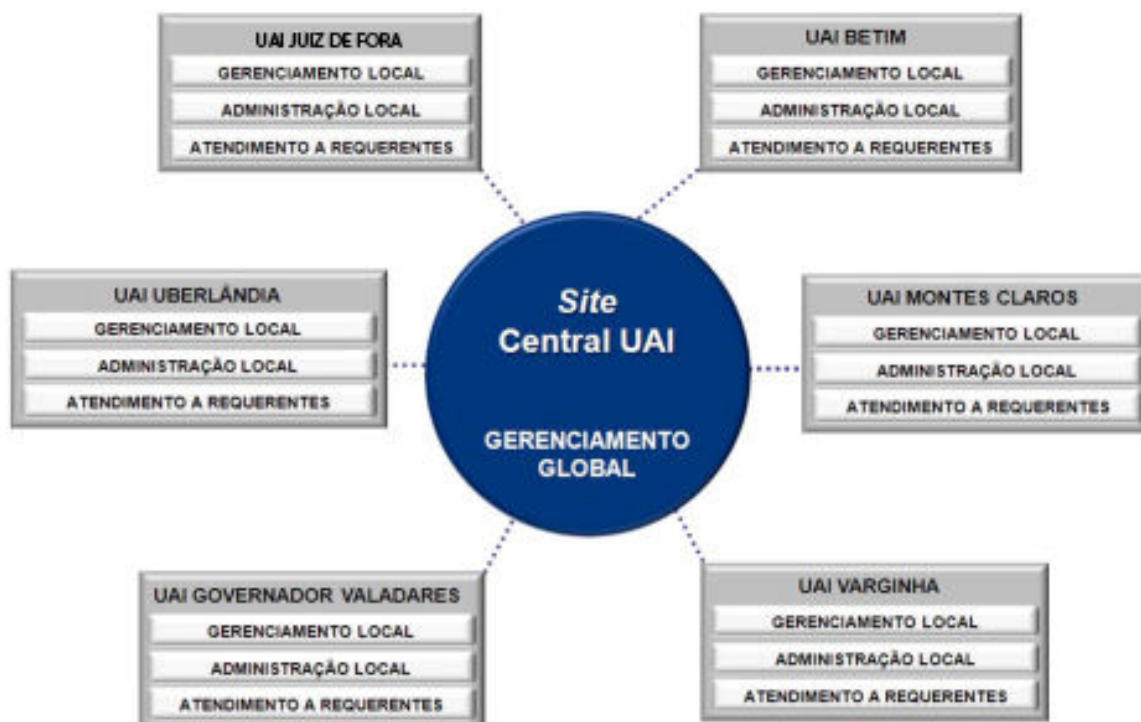 UAI JUIZ DE FORA
GERENCIAMENTO LOCAL
ADMINISTRAÇÃO LOCAL
ATENDIMENTO A REQUERENTES
UAI BETIM
GERENCIAMENTO LOCAL
ADMINISTRAÇÃO LOCAL
ATENDIMENTO A REQUERENTES
UAI UBERLÂNDIA
GERENCIAMENTO LOCAL
ADMINISTRAÇÃO LOCAL
ATENDIMENTO A REQUERENTES
Site
Central UAI
GERENCIAMENTO
GLOBAL
UAI MONTES CLAROS
GERENCIAMENTO LOCAL
ADMINISTRAÇÃO LOCAL
ATENDIMENTO A REQUERENTES
UAI GOVERNADOR VALADARES
GERENCIAMENTO LOCAL
ADMINISTRAÇÃO LOCAL
ATENDIMENTO A REQUERENTES
UAI VARGINHA
GERENCIAMENTO LOCAL
ADMINISTRAÇÃO LOCAL
ATENDIMENTO A REQUERENTES